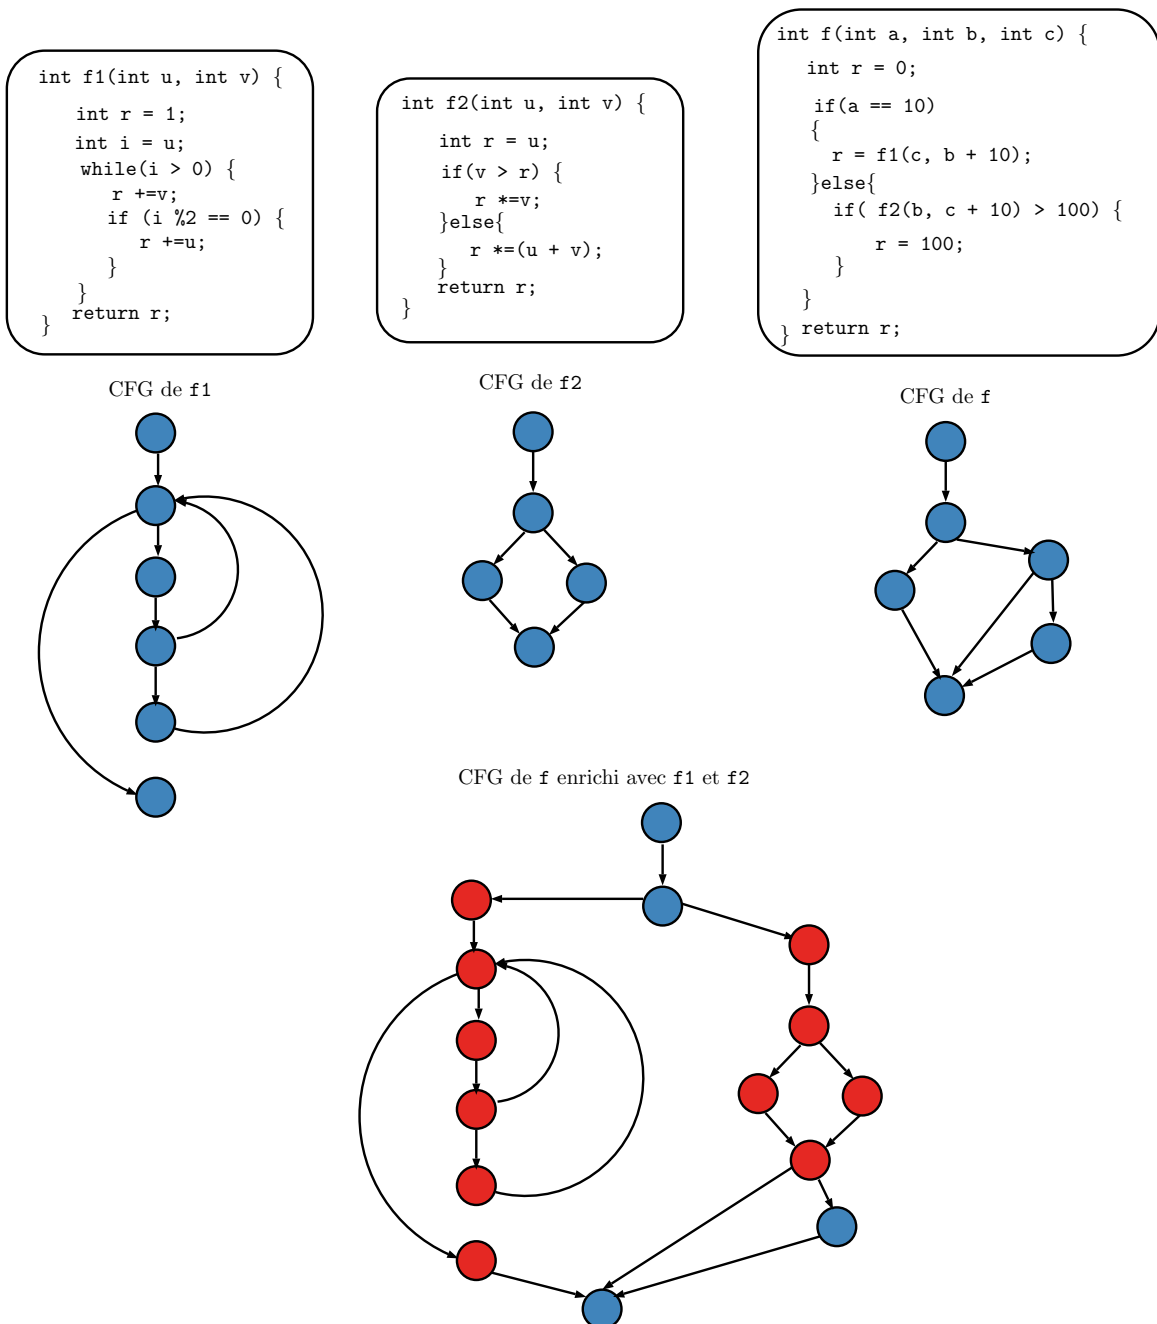 int f1(int u, int v) {
int r = 1;
int i = u;
while(i > 0) {
r +=v;
if (i %2 == 0) {
r +=u;
}
}
return r;
}
int f2(int u, int v) {
int r = u;
if(v > r) {
r *=v;
}else{
r *=(u + v);
}
return r;
}
int f(int a, int b, int c) {
int r = 0;
if(a == 10)
{
r = f1(c, b + 10);
}else{
if( f2(b, c + 10) > 100) {
r = 100;
}
}
} return r;
CFG de f1
CFG de f2
CFG de f
CFG de f enrichi avec f1 et f2